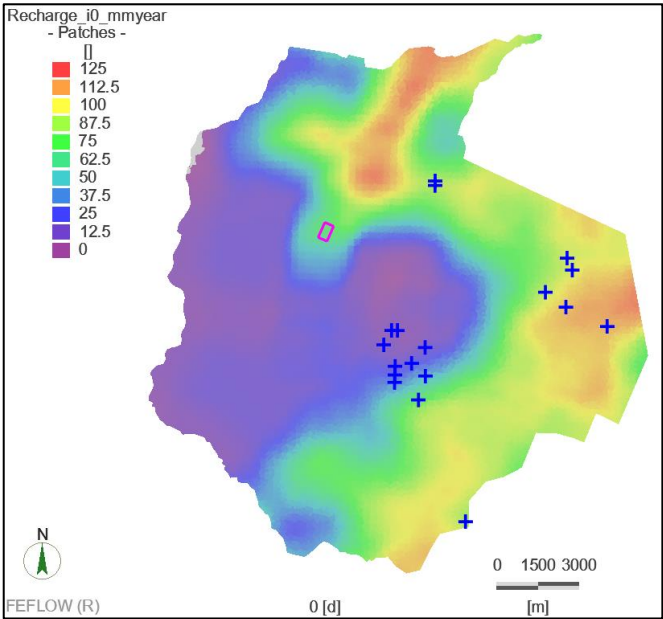 Recharge_i0_mmyear
- Patches -
[]
125
112.5
100
87.5
75
62.5
50
37.5
25
12.5
0
N
0 1500 3000
FEFLOW (R) 0 [d] [m]